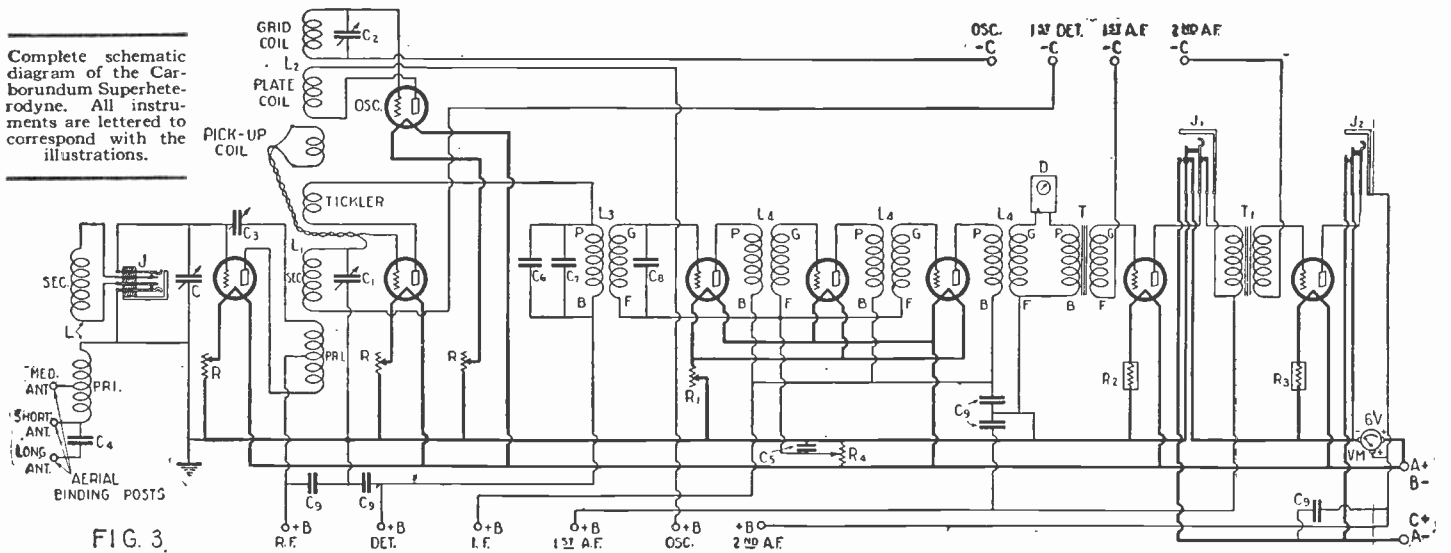 Complete schematic
diagram of the Car-
borundum Superhete-
rodyne. All instru-
ments are lettered to
correspond with the
illustrations.
GRID
COIL
C2
L2
PLATE
COIL
OSC.
PICK-UP
COIL
TICKLER
OSC.
-C
1ST DET.
-C
1ST A.F.
-C
2ND A.F.
-C
J1
J2
D
L3
L4
L4
L4
T
T1
P
G
P
G
P
G
P
G
P
G
B
F
B
F
B
F
B
F
C3
L1
SEC.
J
C
SEC
C1
C6
C7
C8
L
PRI.
MED.
ANT.
SHORT
ANT.
LONG
ANT.
C4
AERIAL
BINDING POSTS
R
PRI.
R
R
R1
C9
R2
R3
6V
- +
VM
+
C5
R4
C9
C9
C9
A+
B-
C+
A-
FIG. 3.
+B
R.F.
+B
DET.
+B
I.F.
+B
1ST A.F.
+B
OSC.
+B
2ND A.F.